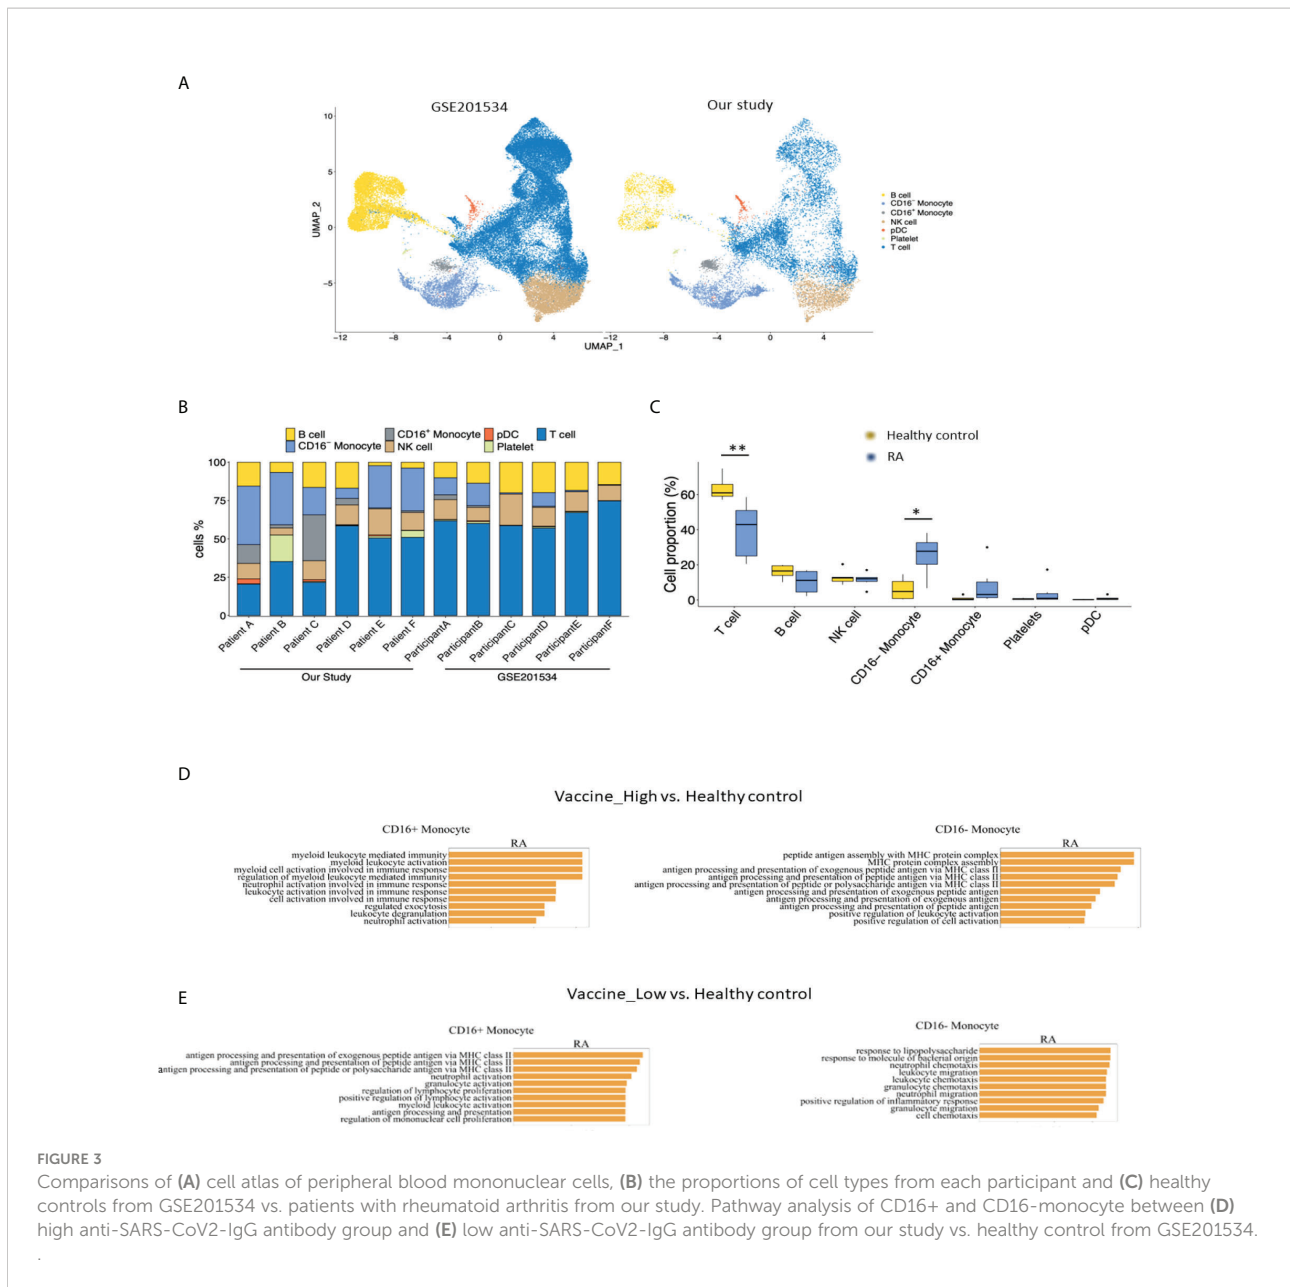 A
GSE201534
Our study
10
5
0
−5
UMAP_2
−12
−8
−4
0
4
−12
−8
−4
0
4
UMAP_1
B cell
CD16⁻ Monocyte
CD16⁺ Monocyte
NK cell
pDC
Platelet
T cell
B
B cell
CD16⁻ Monocyte
CD16⁺ Monocyte
NK cell
pDC
Platelet
T cell
100
75
50
25
0
cells %
Patient A
Patient B
Patient C
Patient D
Patient E
Patient F
ParticipantA
ParticipantB
ParticipantC
ParticipantD
ParticipantE
ParticipantF
Our Study
GSE201534
C
Healthy control
RA
**
*
60
40
20
0
Cell proportion (%)
T cell
B cell
NK cell
CD16− Monocyte
CD16+ Monocyte
Platelets
pDC
D
Vaccine_High vs. Healthy control
CD16+ Monocyte
RA
myeloid leukocyte mediated immunity
myeloid leukocyte activation
myeloid cell activation involved in immune response
regulation of myeloid leukocyte mediated immunity
neutrophil activation involved in immune response
leukocyte activation involved in immune response
cell activation involved in immune response
regulated exocytosis
leukocyte degranulation
neutrophil activation
CD16- Monocyte
RA
peptide antigen assembly with MHC protein complex
MHC protein complex assembly
antigen processing and presentation of exogenous peptide antigen via MHC class II
antigen processing and presentation of peptide antigen via MHC class II
antigen processing and presentation of peptide or polysaccharide antigen via MHC class II
antigen processing and presentation of exogenous peptide antigen
antigen processing and presentation of exogenous antigen
antigen processing and presentation of peptide antigen
positive regulation of leukocyte activation
positive regulation of cell activation
E
Vaccine_Low vs. Healthy control
CD16+ Monocyte
RA
antigen processing and presentation of exogenous peptide antigen via MHC class II
antigen processing and presentation of peptide antigen via MHC class II
antigen processing and presentation of peptide or polysaccharide antigen via MHC class II
neutrophil activation
granulocyte activation
regulation of lymphocyte proliferation
positive regulation of lymphocyte activation
myeloid leukocyte activation
antigen processing and presentation
regulation of mononuclear cell proliferation
CD16- Monocyte
RA
response to lipopolysaccharide
response to molecule of bacterial origin
neutrophil chemotaxis
leukocyte migration
leukocyte chemotaxis
granulocyte chemotaxis
neutrophil migration
positive regulation of inflammatory response
granulocyte migration
cell chemotaxis
FIGURE 3
Comparisons of (A) cell atlas of peripheral blood mononuclear cells, (B) the proportions of cell types from each participant and (C) healthy
controls from GSE201534 vs. patients with rheumatoid arthritis from our study. Pathway analysis of CD16+ and CD16-monocyte between (D)
high anti-SARS-CoV2-IgG antibody group and (E) low anti-SARS-CoV2-IgG antibody group from our study vs. healthy control from GSE201534.
.